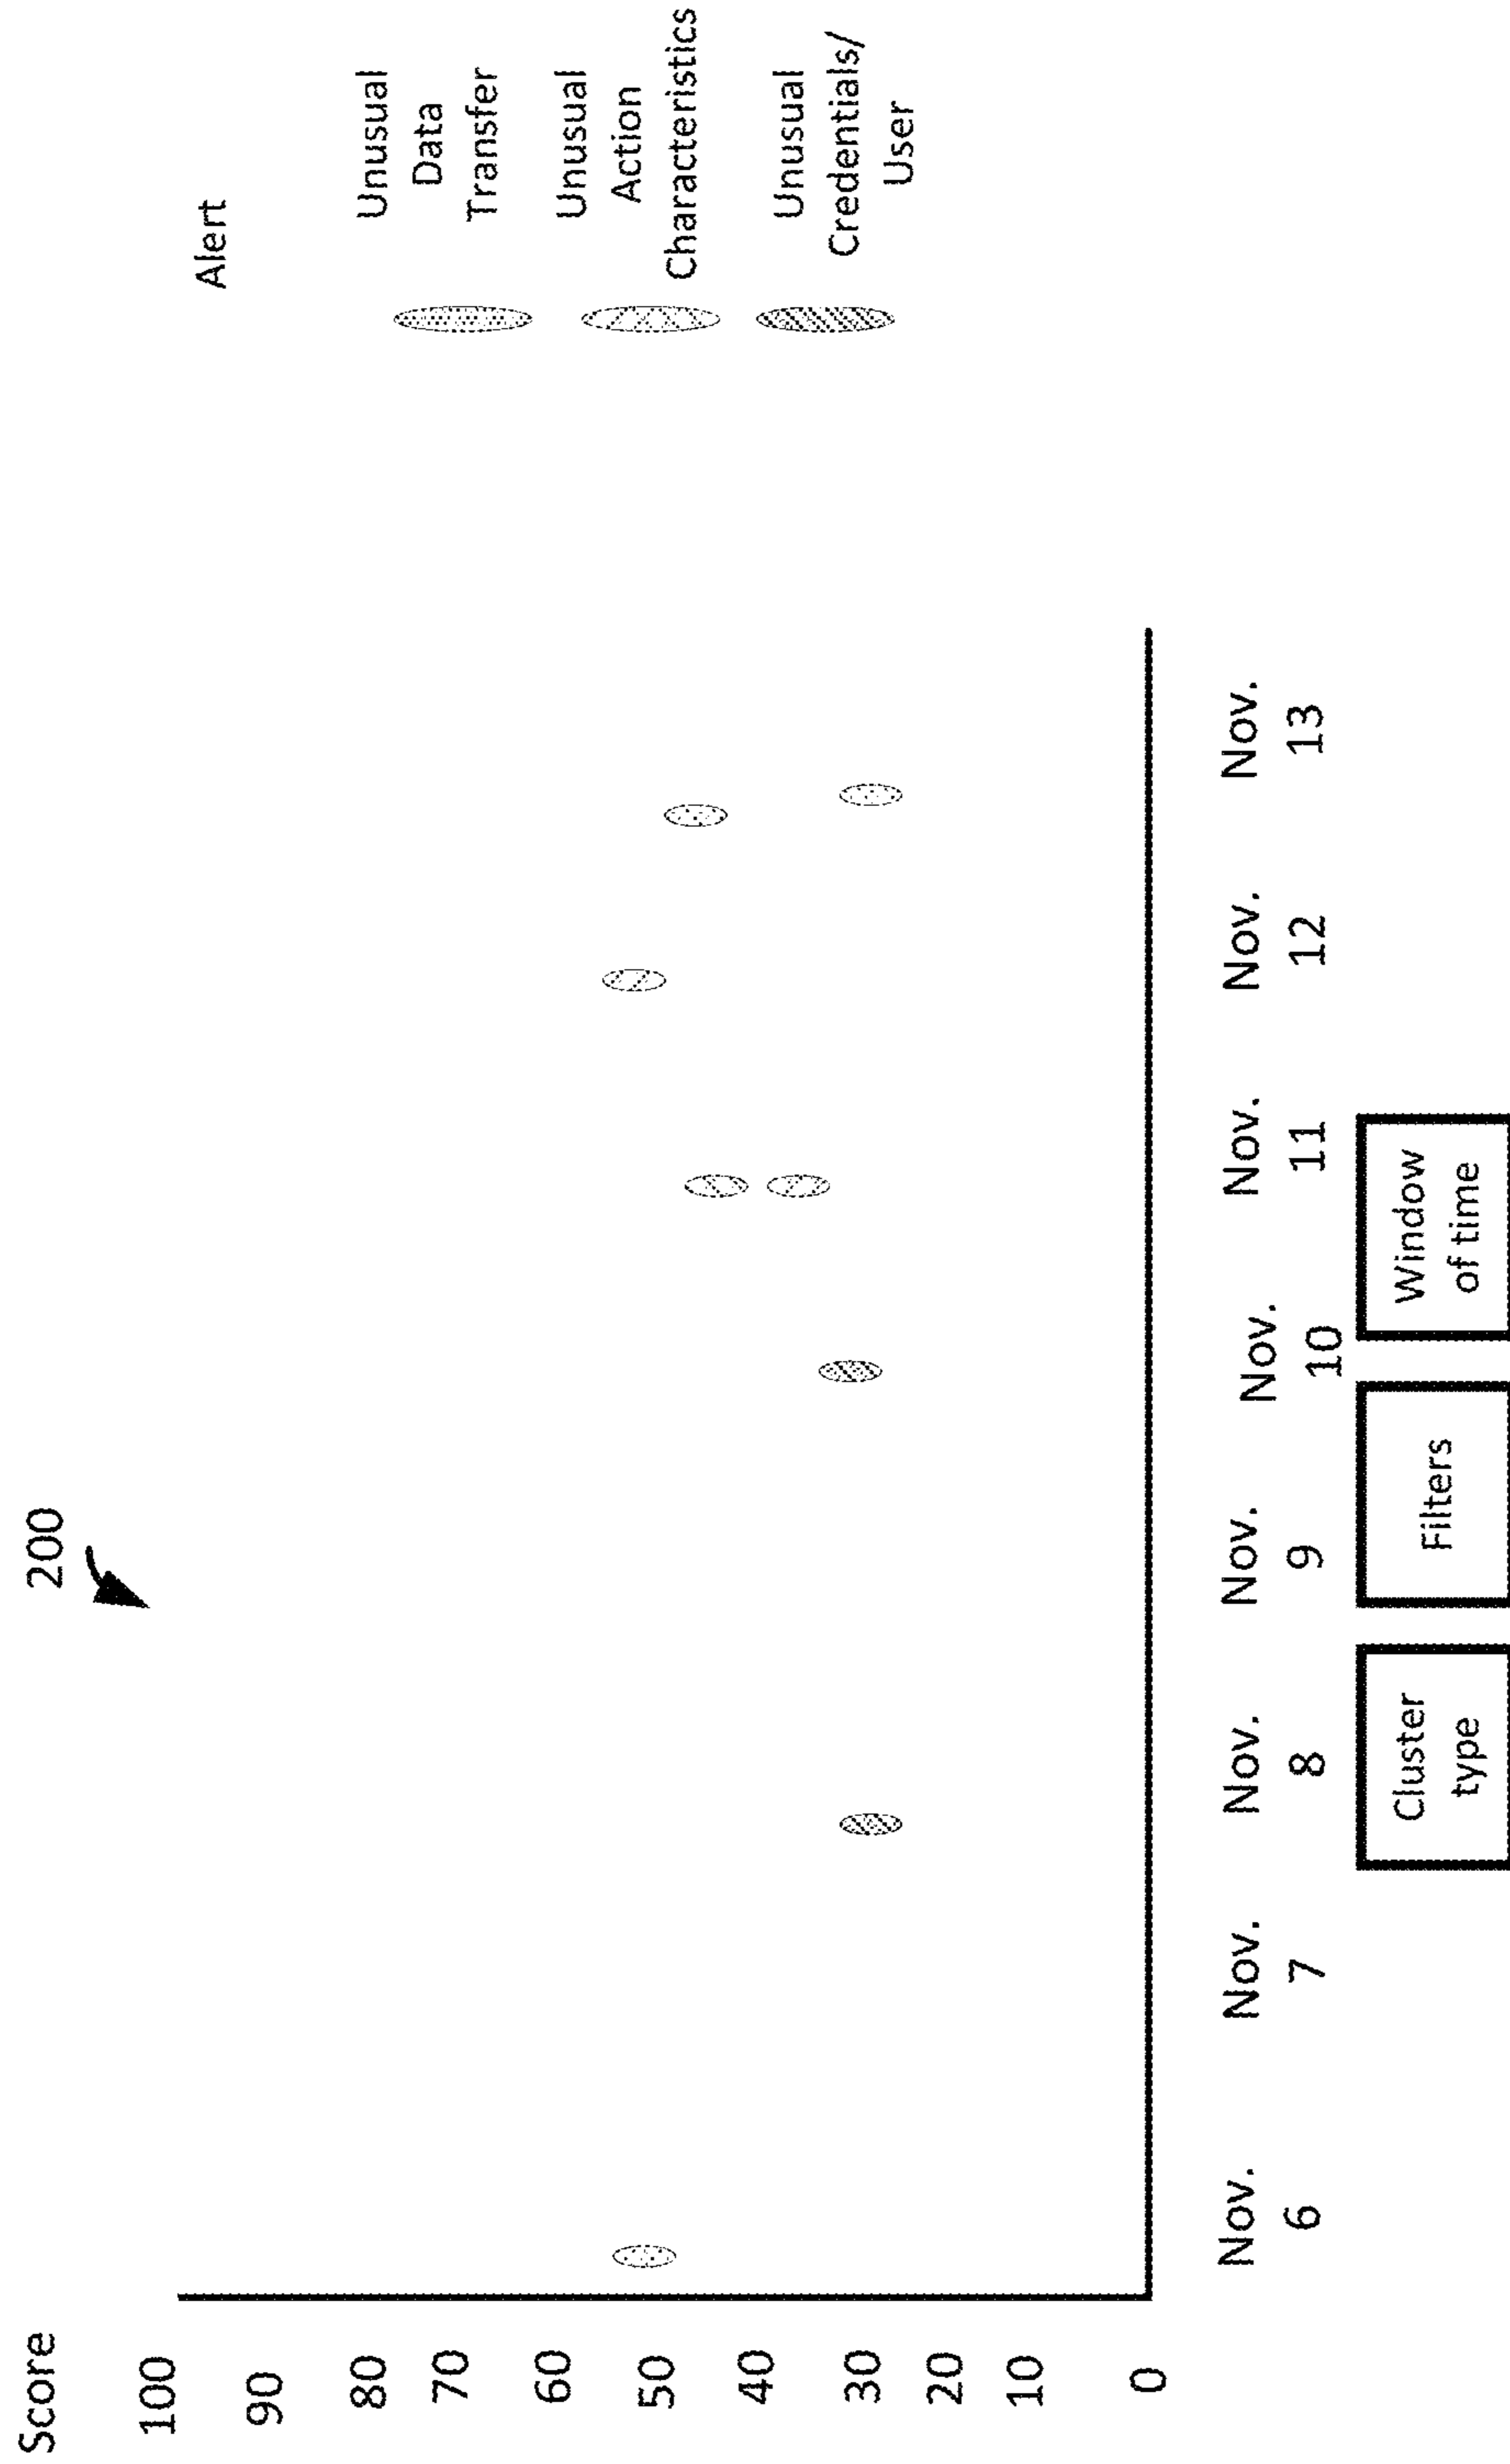 200
Score
100
90
80
70
60
50
40
30
20
10
0
Nov.
6
Nov.
7
Nov.
8
Nov.
9
Nov.
10
Nov.
11
Nov.
12
Nov.
13
Alert
Unusual
Data
Transfer
Unusual
Action
Characteristics
Unusual
Credentials/
User
Cluster
type
Filters
Window
of time